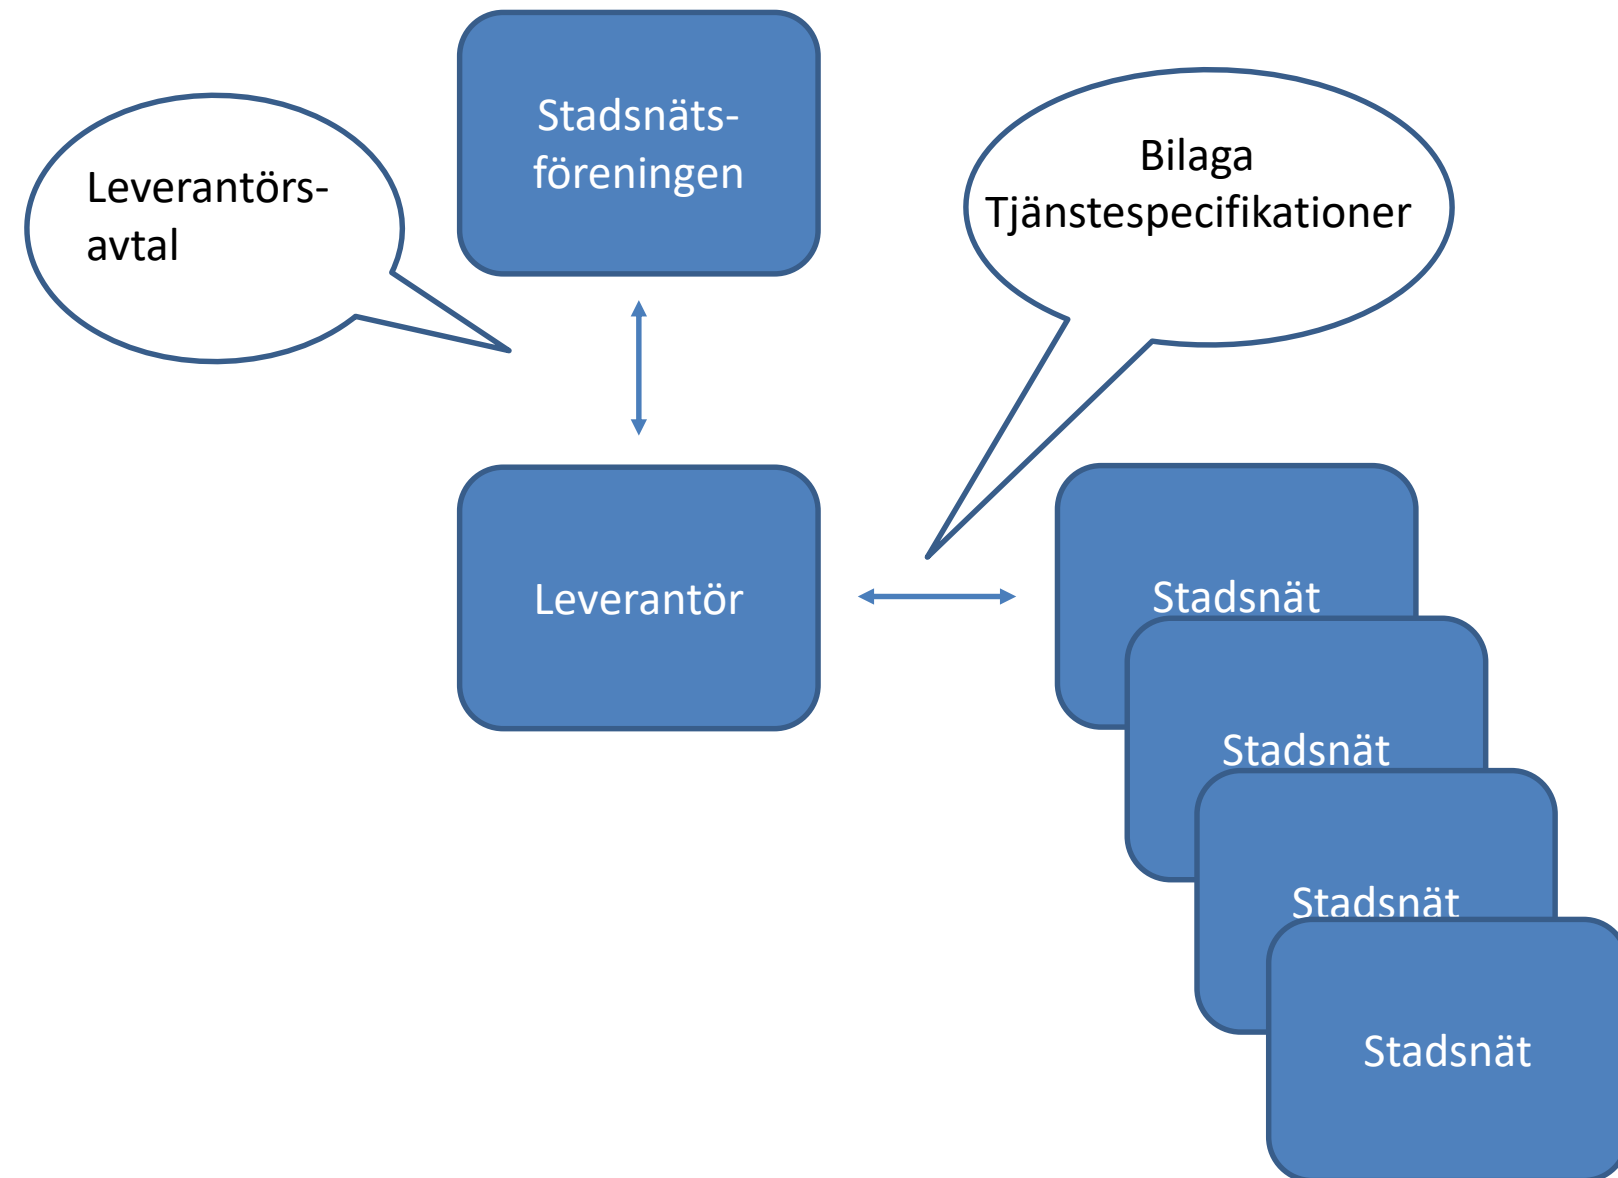 Stadsnäts-
föreningen
Leverantörs-
avtal
Bilaga
Tjänstespecifikationer
Leverantör
Stadsnät
Stadsnät
Stadsnät
Stadsnät